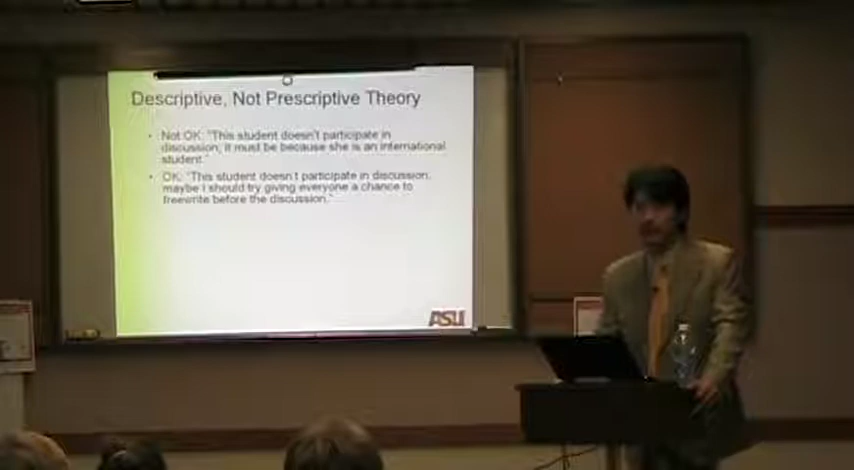 Descriptive, Not Prescriptive Theory
• Not OK: "This student doesn't participate in
discussion, it must be because she is an international
student."
• OK: "This student doesn't participate in discussion,
maybe I should try giving everyone a chance to
freewrite before the discussion."
ASU